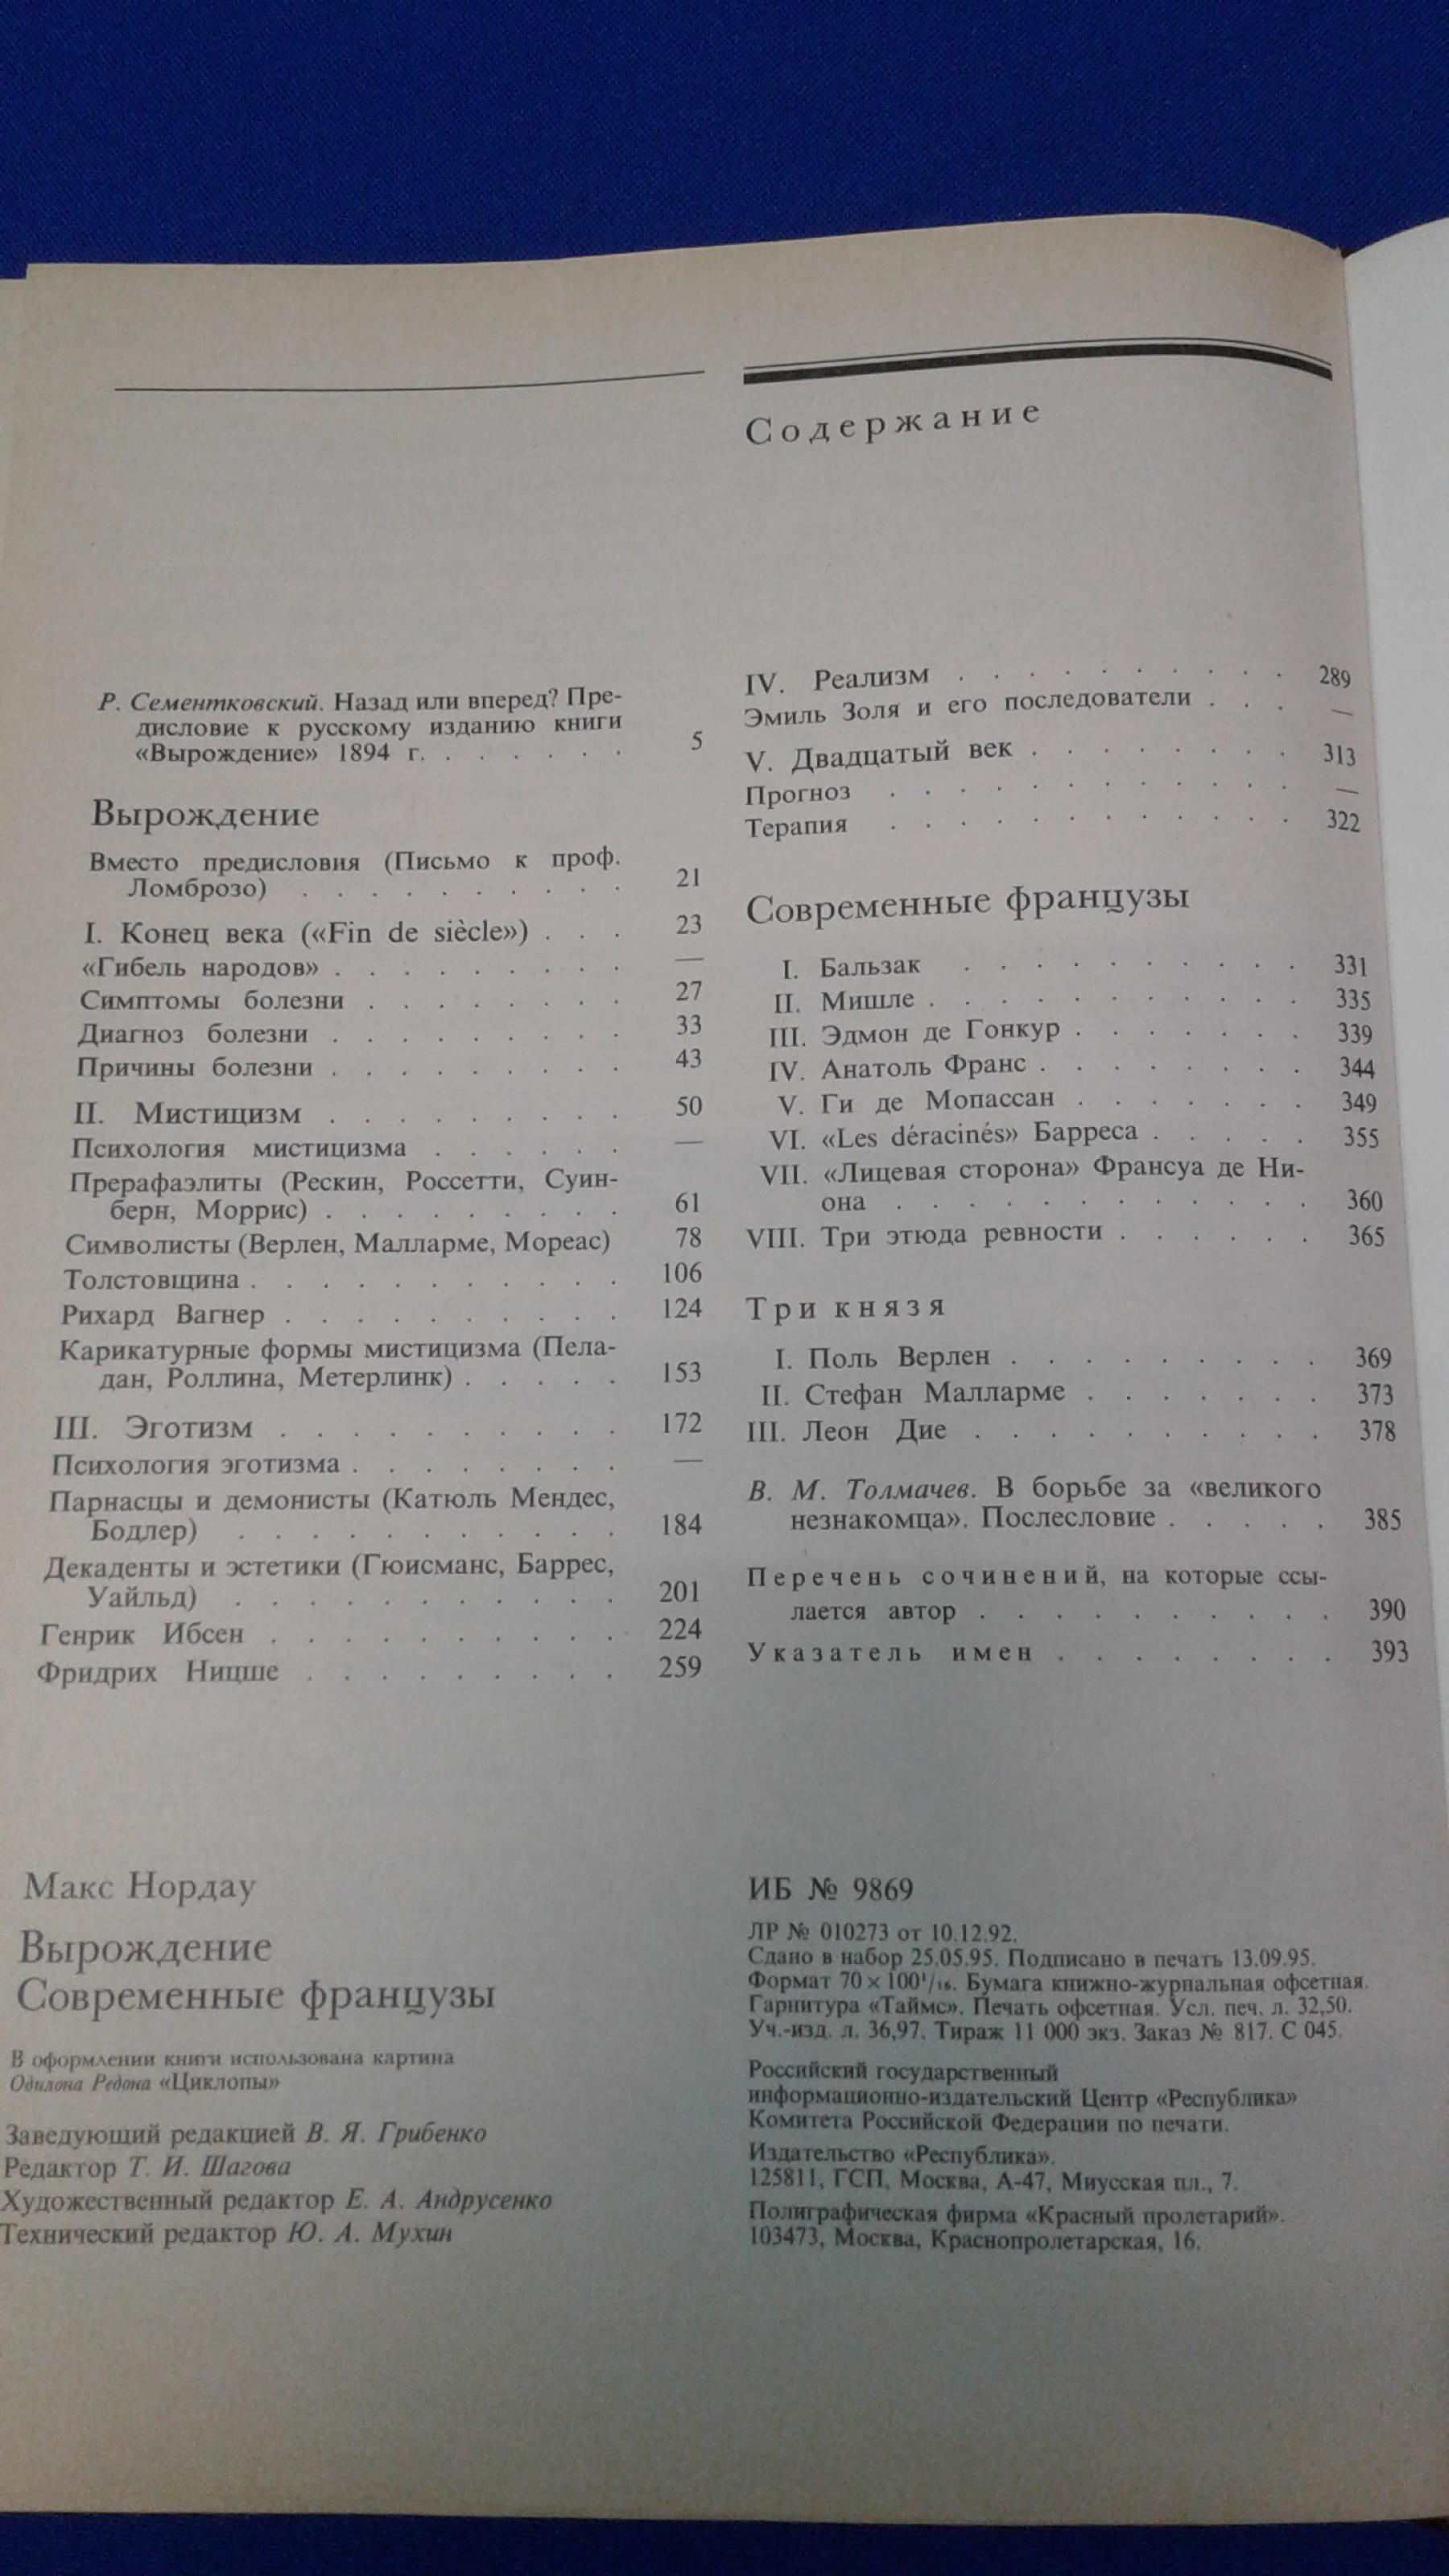 Содержание
Р. Сементковский. Назад или вперед? Пре-
дисловие к русскому изданию книги
«Вырождение» 1894 г. . . . . . 5
Вырождение
Вместо предисловия (Письмо к проф.
Ломброзо) . . . . . . . . . . 21
I. Конец века («Fin de siècle») . . . 23
«Гибель народов» . . . . . . . . . —
Симптомы болезни . . . . . . . . 27
Диагноз болезни . . . . . . . . . 33
Причины болезни . . . . . . . . . 43
II. Мистицизм . . . . . . . . 50
Психология мистицизма . . . . . . —
Прерафаэлиты (Рескин, Россетти, Суин-
берн, Моррис) . . . . . . . . . 61
Символисты (Верлен, Малларме, Мореас) 78
Толстовщина . . . . . . . . . . . 106
Рихард Вагнер . . . . . . . . . . 124
Карикатурные формы мистицизма (Пела-
дан, Роллина, Метерлинк) . . . . . 153
III. Эготизм . . . . . . . . . . 172
Психология эготизма . . . . . . . . —
Парнасцы и демонисты (Катюль Мендес,
Бодлер) . . . . . . . . . . . 184
Декаденты и эстетики (Гюисманс, Баррес,
Уайльд) . . . . . . . . . . . 201
Генрик Ибсен . . . . . . . . . . 224
Фридрих Ницше . . . . . . . . . 259
IV. Реализм . . . . . . . . . . 289
Эмиль Золя и его последователи . . . —
V. Двадцатый век . . . . . . . . 313
Прогноз . . . . . . . . . . . . —
Терапия . . . . . . . . . . . . 322
Современные французы
I. Бальзак . . . . . . . . . . 331
II. Мишле . . . . . . . . . . . 335
III. Эдмон де Гонкур . . . . . . . 339
IV. Анатоль Франс . . . . . . . . 344
V. Ги де Мопассан . . . . . . . 349
VI. «Les déracinés» Барреса . . . . . 355
VII. «Лицевая сторона» Франсуа де Ни-
она . . . . . . . . . . . 360
VIII. Три этюда ревности . . . . . . 365
Три князя
I. Поль Верлен . . . . . . . . . 369
II. Стефан Малларме . . . . . . . 373
III. Леон Дие . . . . . . . . . . 378
В. М. Толмачев. В борьбе за «великого
незнакомца». Послесловие . . . . . 385
Перечень сочинений, на которые ссы-
лается автор . . . . . . . . . . 390
Указатель имен . . . . . . . . 393
Макс Нордау
Вырождение
Современные французы
В оформлении книги использована картина
Одилона Редона «Циклопы»
Заведующий редакцией В. Я. Грибенко
Редактор Т. И. Шагова
Художественный редактор Е. А. Андрусенко
Технический редактор Ю. А. Мухин
ИБ № 9869
ЛР № 010273 от 10.12.92.
Сдано в набор 25.05.95. Подписано в печать 13.09.95.
Формат 70 × 100¹/₁₆. Бумага книжно-журнальная офсетная.
Гарнитура «Таймс». Печать офсетная. Усл. печ. л. 32,50.
Уч.-изд. л. 36,97. Тираж 11 000 экз. Заказ № 817. С 045.
Российский государственный
информационно-издательский Центр «Республика»
Комитета Российской Федерации по печати.
Издательство «Республика».
125811, ГСП, Москва, А-47, Миусская пл., 7.
Полиграфическая фирма «Красный пролетарий».
103473, Москва, Краснопролетарская, 16.